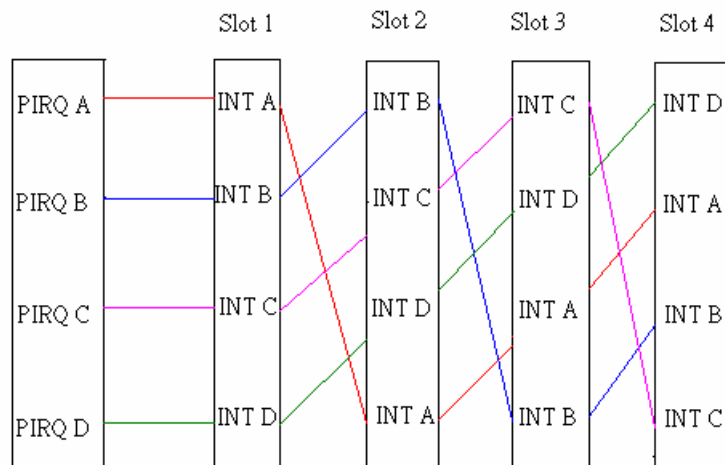 Slot 1 Slot 2 Slot 3 Slot 4
PIRQ A INT A INT B INT C INT D
PIRQ B INT B INT C INT D INT A
PIRQ C INT C INT D INT A INT B
PIRQ D INT D INT A INT B INT C